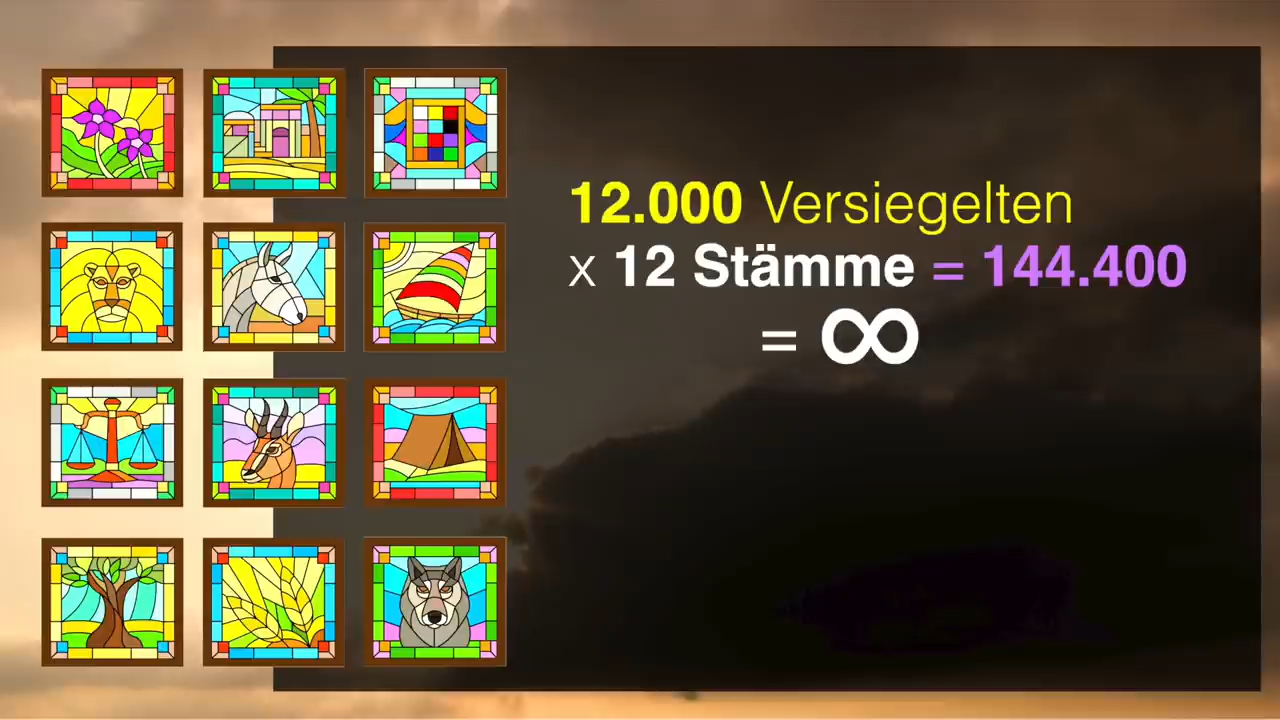 12.000 Versiegelten
x 12 Stämme = 144.400
= ∞